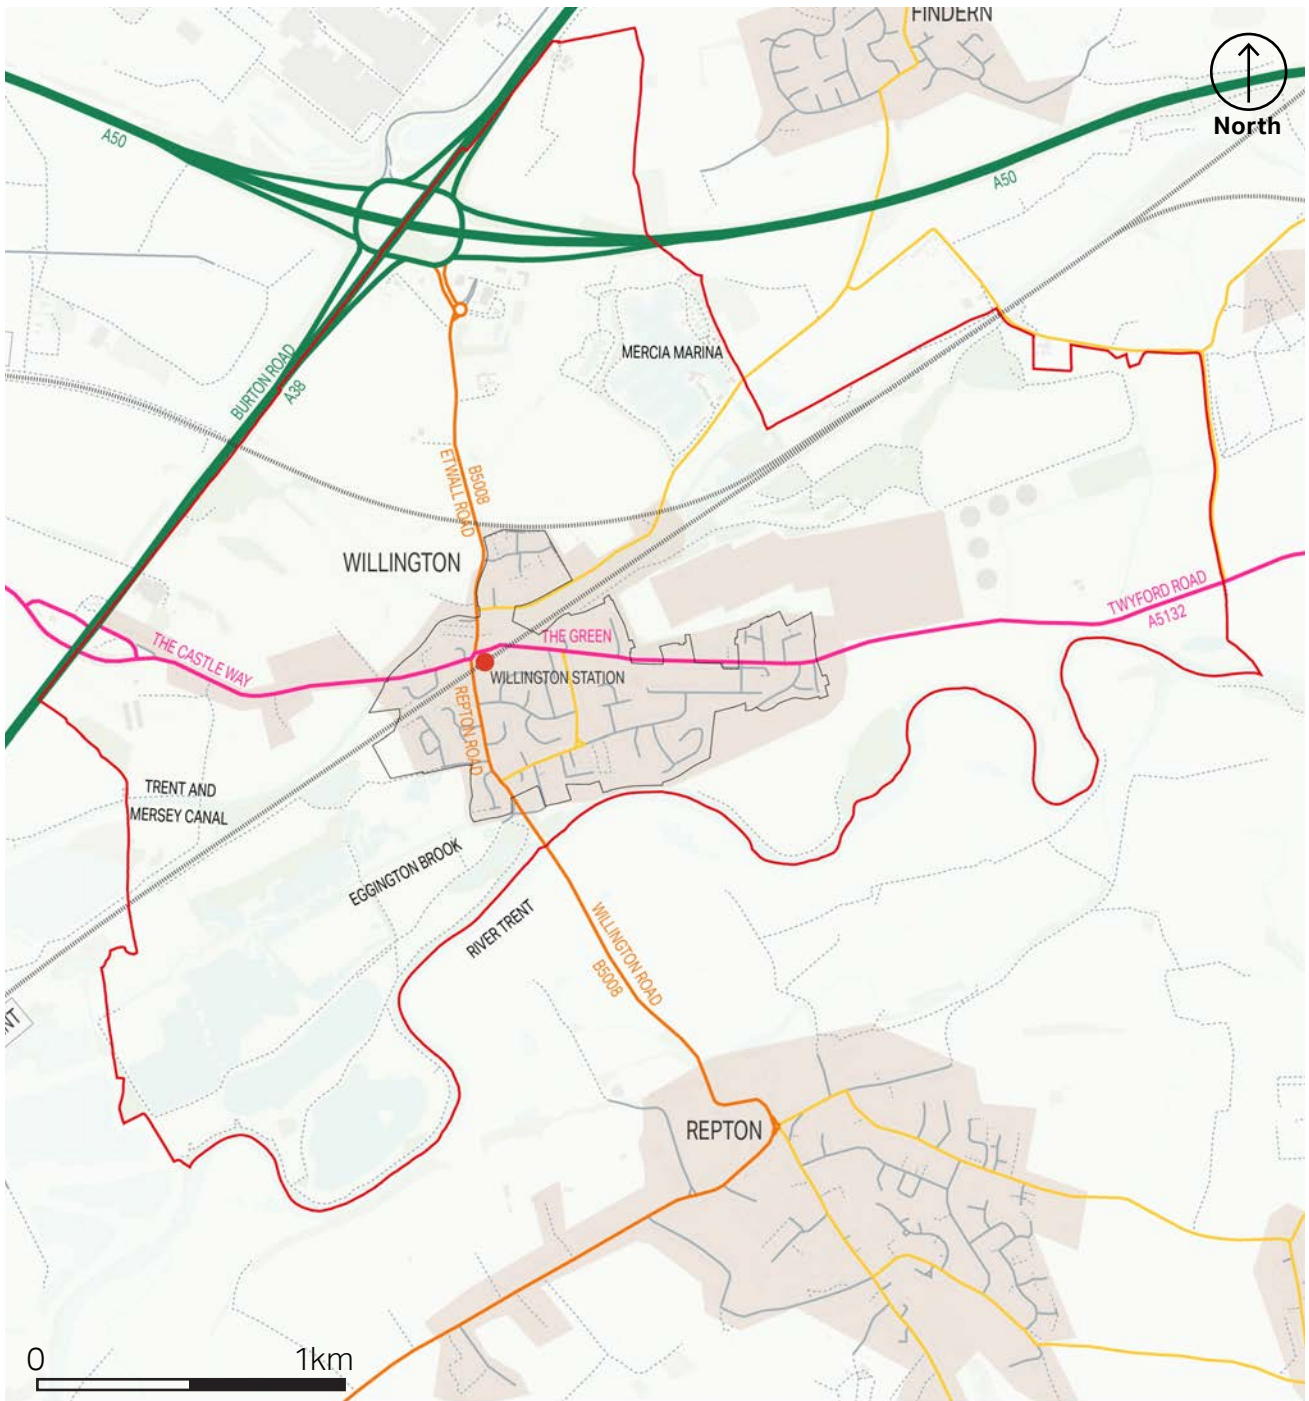 FINDERN
North
A50
A50
BURTON ROAD
A38
MERCIA MARINA
B5008
ETWALL ROAD
WILLINGTON
TWYFORD ROAD
A5132
THE GREEN
THE CASTLE WAY
WILLINGTON STATION
REPTON ROAD
TRENT AND
MERSEY CANAL
EGGINGTON BROOK
RIVER TRENT
WILLINGTON ROAD
B5008
NT
REPTON
0
1km